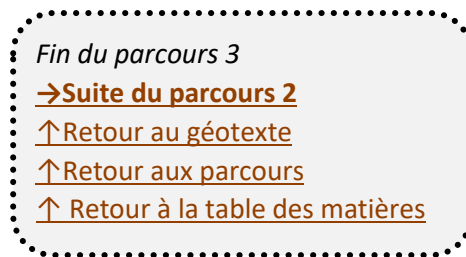 Fin du parcours 3
→Suite du parcours 2
↑Retour au géotexte
↑Retour aux parcours
↑ Retour à la table des matières